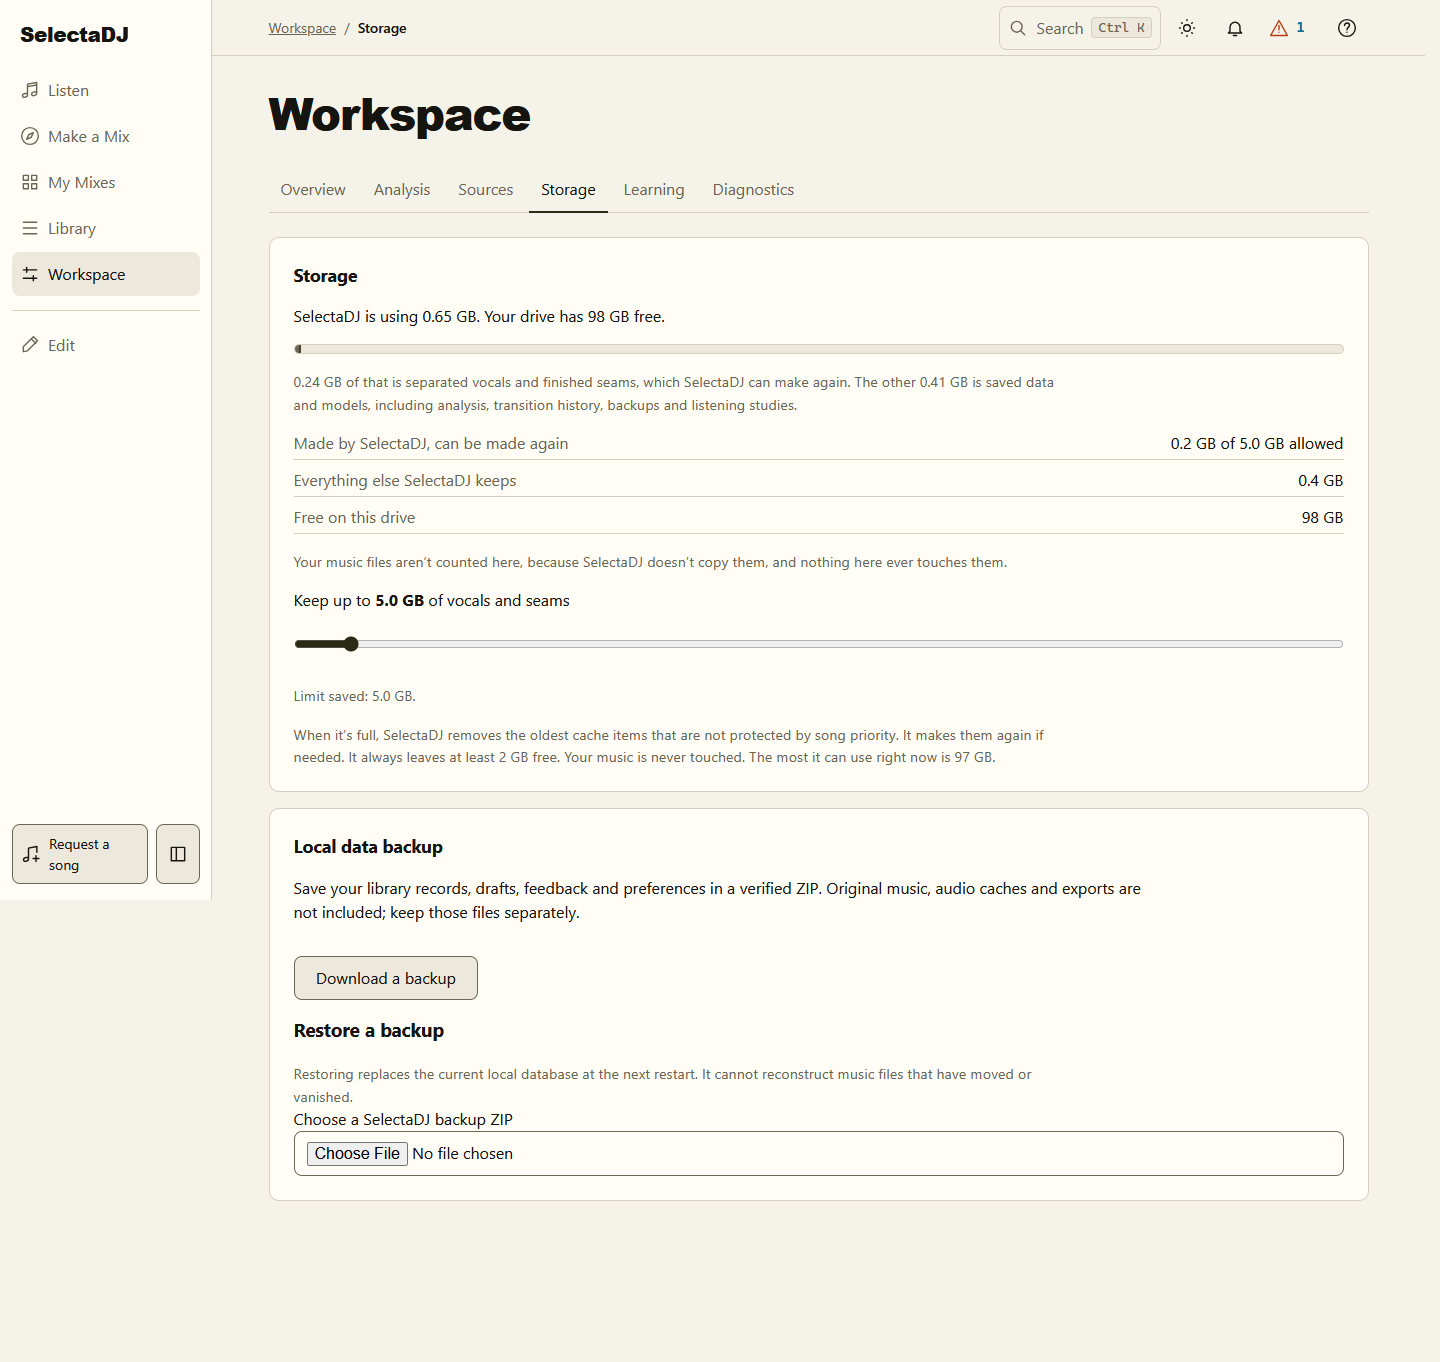 SelectaDJ
Listen
Make a Mix
My Mixes
Library
Workspace
Edit
Request a
song
Workspace / Storage
Search Ctrl K
1
Workspace
Overview Analysis Sources Storage Learning Diagnostics
Storage
SelectaDJ is using 0.65 GB. Your drive has 98 GB free.
0.24 GB of that is separated vocals and finished seams, which SelectaDJ can make again. The other 0.41 GB is saved data
and models, including analysis, transition history, backups and listening studies.
Made by SelectaDJ, can be made again 0.2 GB of 5.0 GB allowed
Everything else SelectaDJ keeps 0.4 GB
Free on this drive 98 GB
Your music files aren’t counted here, because SelectaDJ doesn’t copy them, and nothing here ever touches them.
Keep up to 5.0 GB of vocals and seams
Limit saved: 5.0 GB.
When it’s full, SelectaDJ removes the oldest cache items that are not protected by song priority. It makes them again if
needed. It always leaves at least 2 GB free. Your music is never touched. The most it can use right now is 97 GB.
Local data backup
Save your library records, drafts, feedback and preferences in a verified ZIP. Original music, audio caches and exports are
not included; keep those files separately.
Download a backup
Restore a backup
Restoring replaces the current local database at the next restart. It cannot reconstruct music files that have moved or
vanished.
Choose a SelectaDJ backup ZIP
Choose File No file chosen